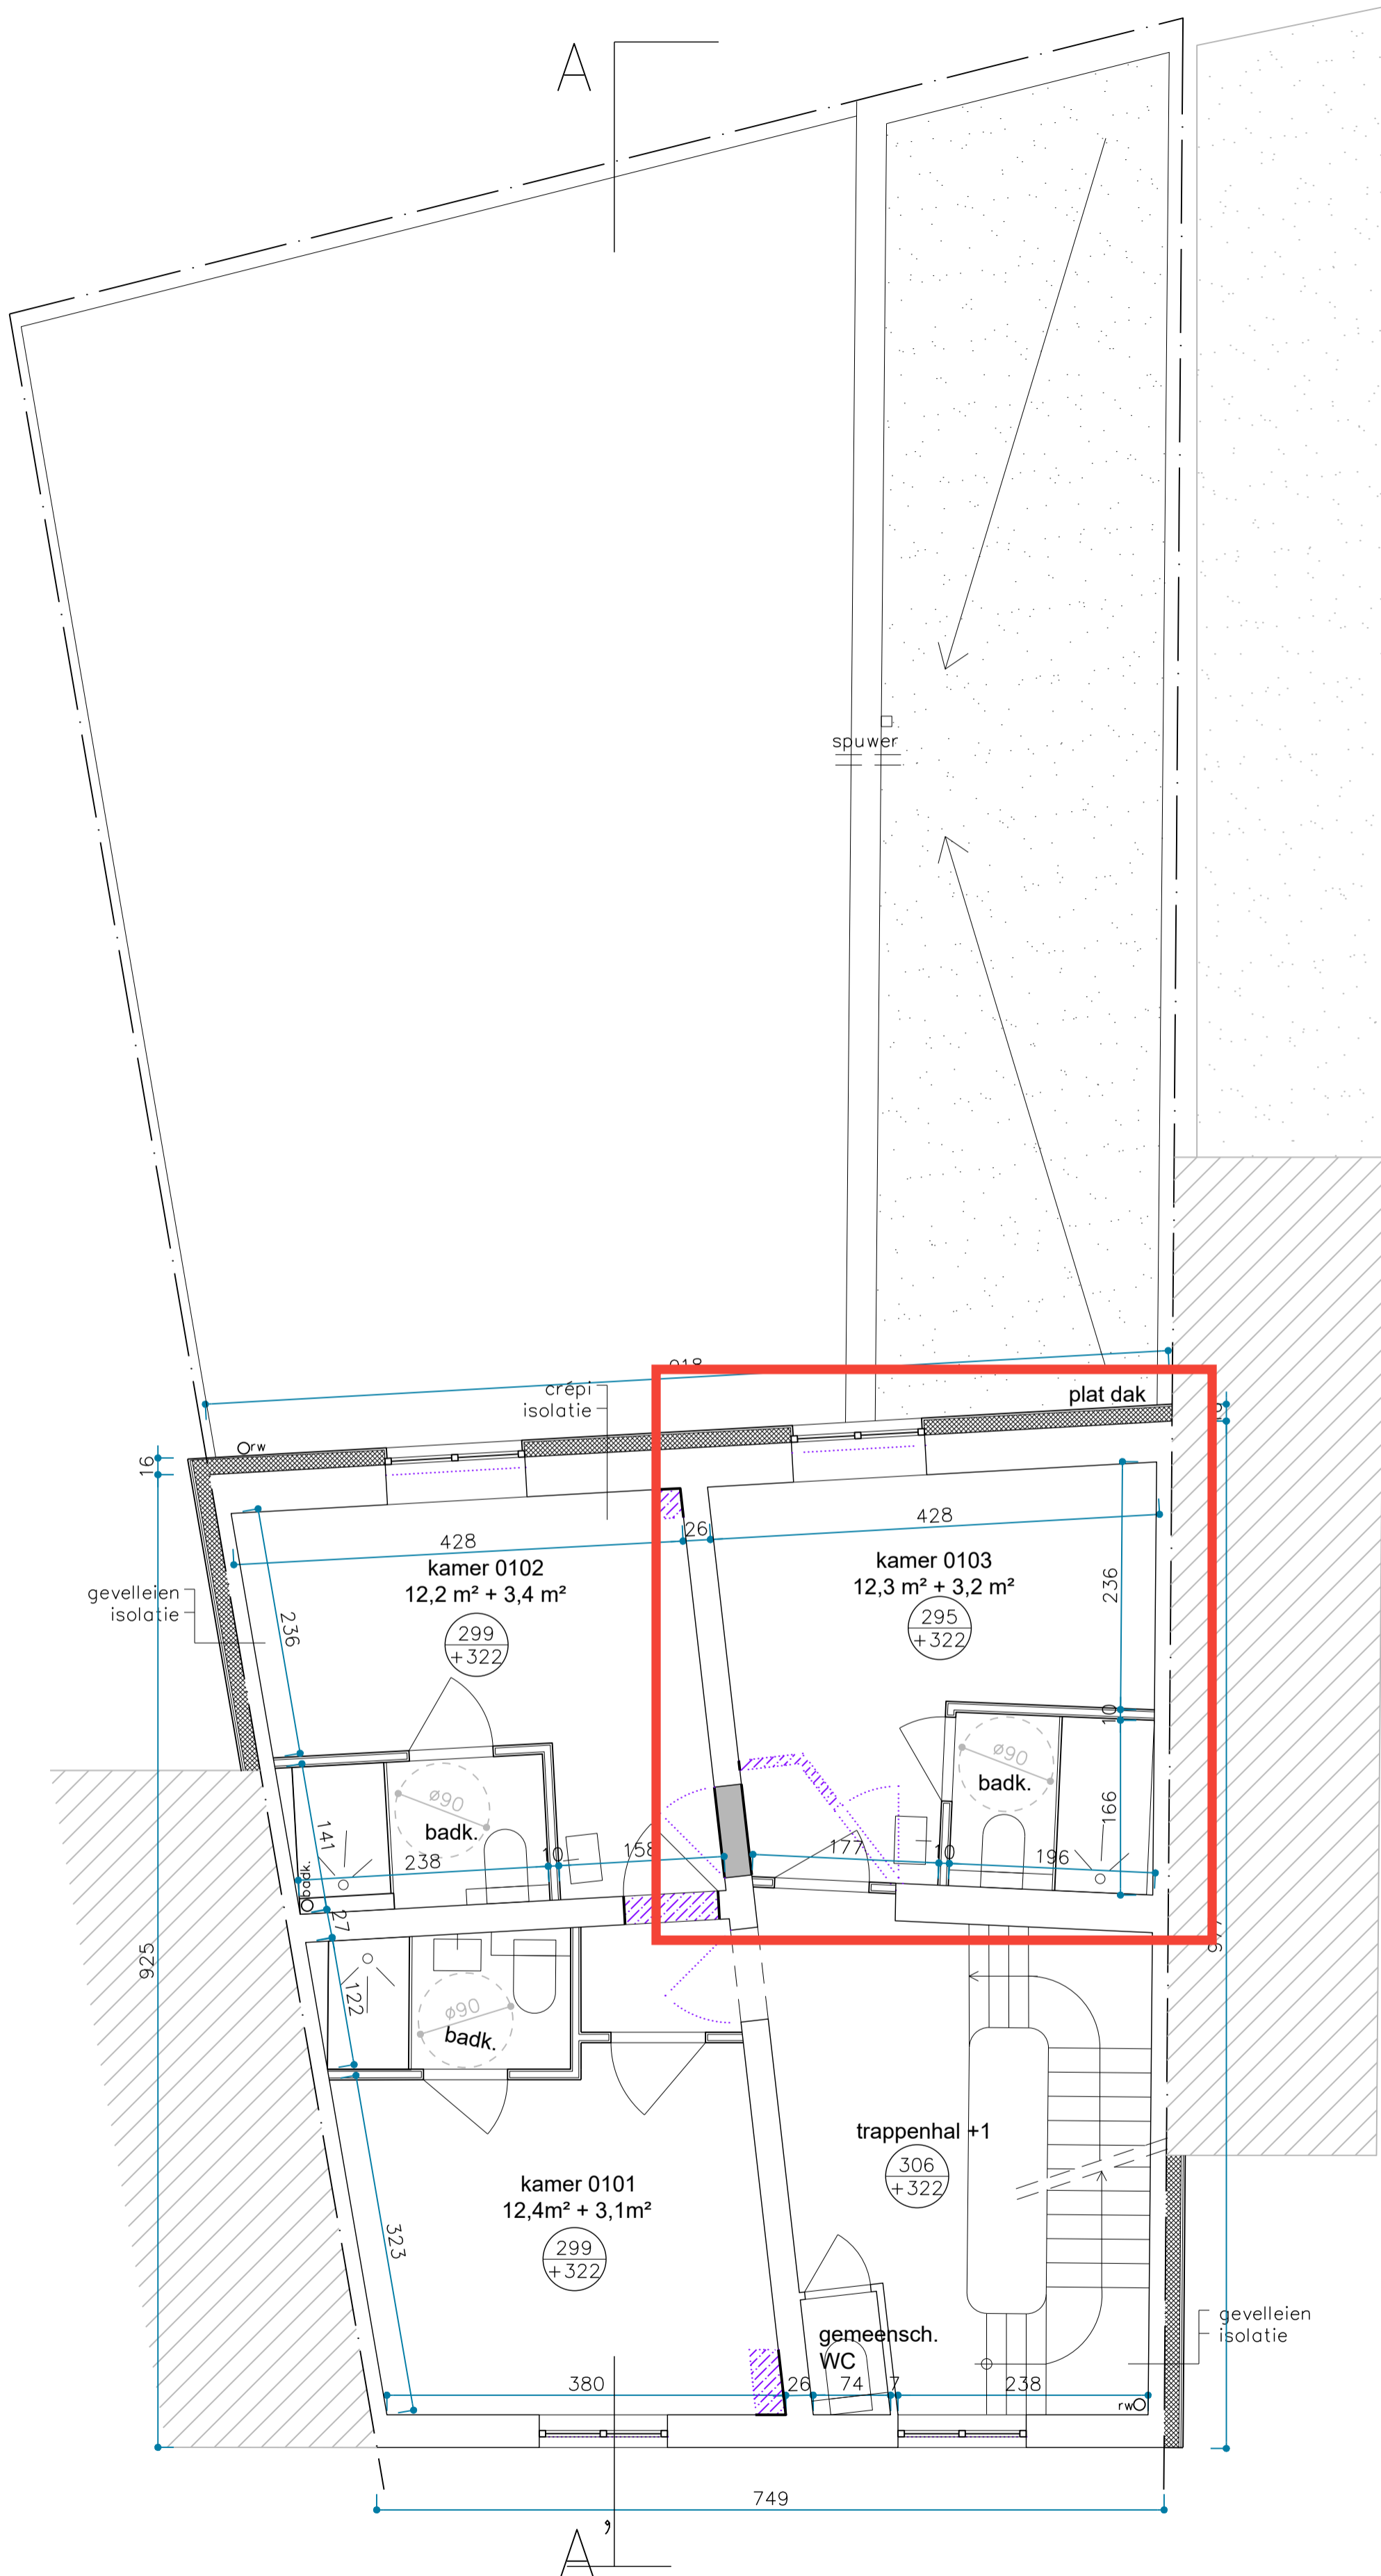 A
spuwer
918
plat dak
crépi
isolatie
rw
16
428
26
428
kamer 0102
12,2 m² + 3,4 m²
299
+322
kamer 0103
12,3 m² + 3,2 m²
295
+322
236
gevelleien
isolatie
236
10
ø90
badk.
166
ø90
badk.
141
238
10
158
177
10
196
badk.
27
925
122
ø90
badk.
trappenhal +1
306
+322
kamer 0101
12,4m² + 3,1m²
299
+322
323
gevelleien
isolatie
gemeensch.
WC
380
26
74
7
238
rw
749
A'